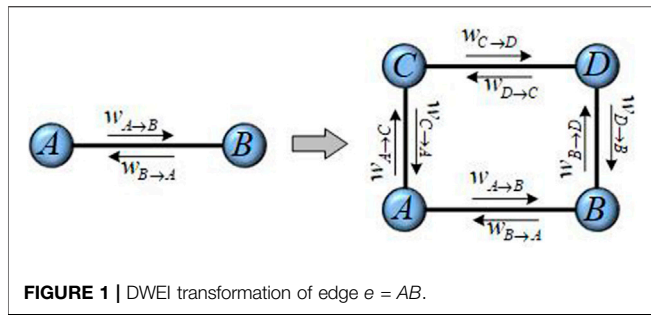 A
w_{A→B}
w_{B→A}
B
C
w_{C→D}
w_{D→C}
D
w_{A→C}
w_{C→A}
w_{B→D}
w_{D→B}
A
w_{A→B}
w_{B→A}
B
FIGURE 1 | DWEI transformation of edge e = AB.